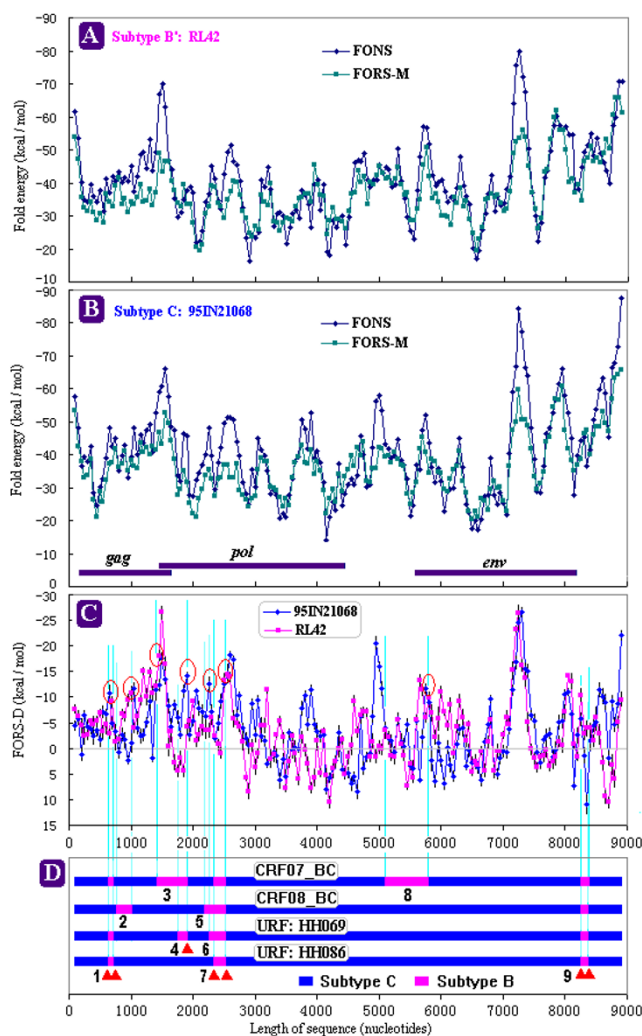 A
Subtype B': RL42
FONS
FORS-M
Fold energy (kcal / mol)
-90
-80
-70
-60
-50
-40
-30
-20
-10
B
Subtype C: 95IN21068
FONS
FORS-M
Fold energy (kcal / mol)
-90
-80
-70
-60
-50
-40
-30
-20
-10
0
gag
pol
env
C
95IN21068
RL42
FORS-D (kcal / mol)
-30
-25
-20
-15
-10
-5
0
5
10
15
0 1000 2000 3000 4000 5000 6000 7000 8000 9000
D
CRF07_BC
3
8
CRF08_BC
2
5
URF: HH069
4
6
URF: HH086
1
7
9
Subtype C
Subtype B
0 1000 2000 3000 4000 5000 6000 7000 8000 9000
Length of sequence (nucleotides)